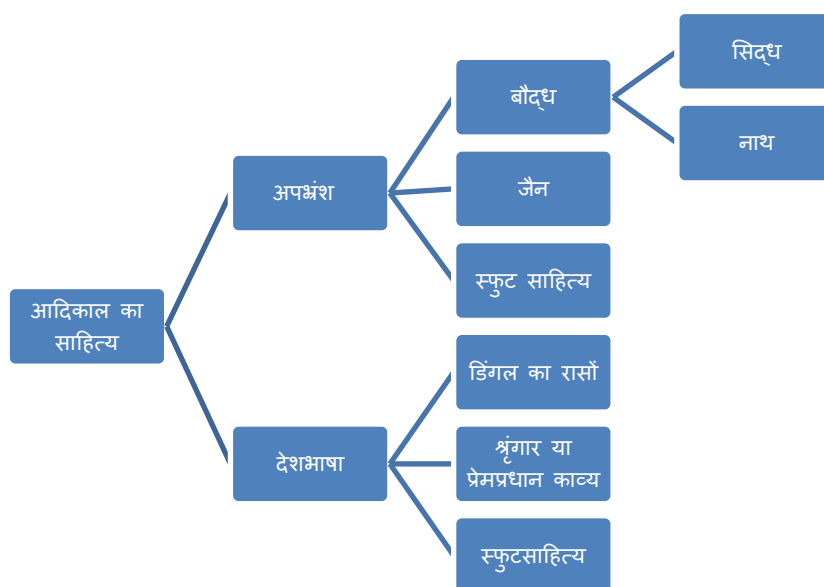 आदिकाल का
साहित्य
अपभ्रंश
बौद्ध
सिद्ध
नाथ
जैन
स्फुट साहित्य
देशभाषा
डिंगल का रासों
श्रृंगार या
प्रेमप्रधान काव्य
स्फुटसाहित्य